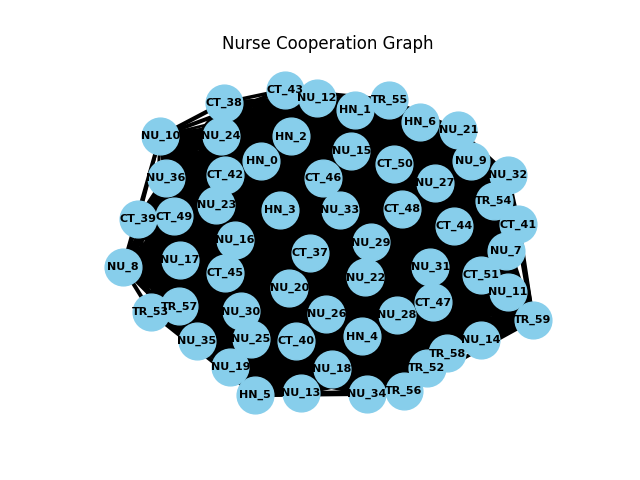 Nurse Cooperation Graph
CT_43
NU_12
CT_38
TR_55
HN_1
HN_6
NU_21
NU_10
NU_24
HN_2
NU_15
HN_0
CT_50
NU_9
CT_42
NU_36
CT_46
NU_27
NU_32
TR_54
NU_23
HN_3
NU_33
CT_48
CT_49
CT_39
CT_44
CT_41
NU_16
NU_29
NU_7
CT_37
NU_17
NU_8
CT_45
NU_22
NU_31
CT_51
NU_20
NU_11
CT_47
TR_57
TR_53
NU_30
NU_26
NU_28
TR_59
NU_35
NU_25
CT_40
HN_4
NU_14
TR_58
NU_19
NU_18
TR_52
HN_5
NU_13
NU_34
TR_56